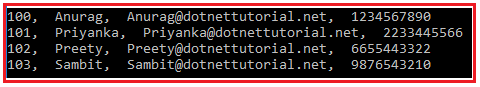 100,  Anurag,  Anurag@dotnettutorial.net,  1234567890
101,  Priyanka,  Priyanka@dotnettutorial.net,  2233445566
102,  Preety,  Preety@dotnettutorial.net,  6655443322
103,  Sambit,  Sambit@dotnettutorial.net,  9876543210